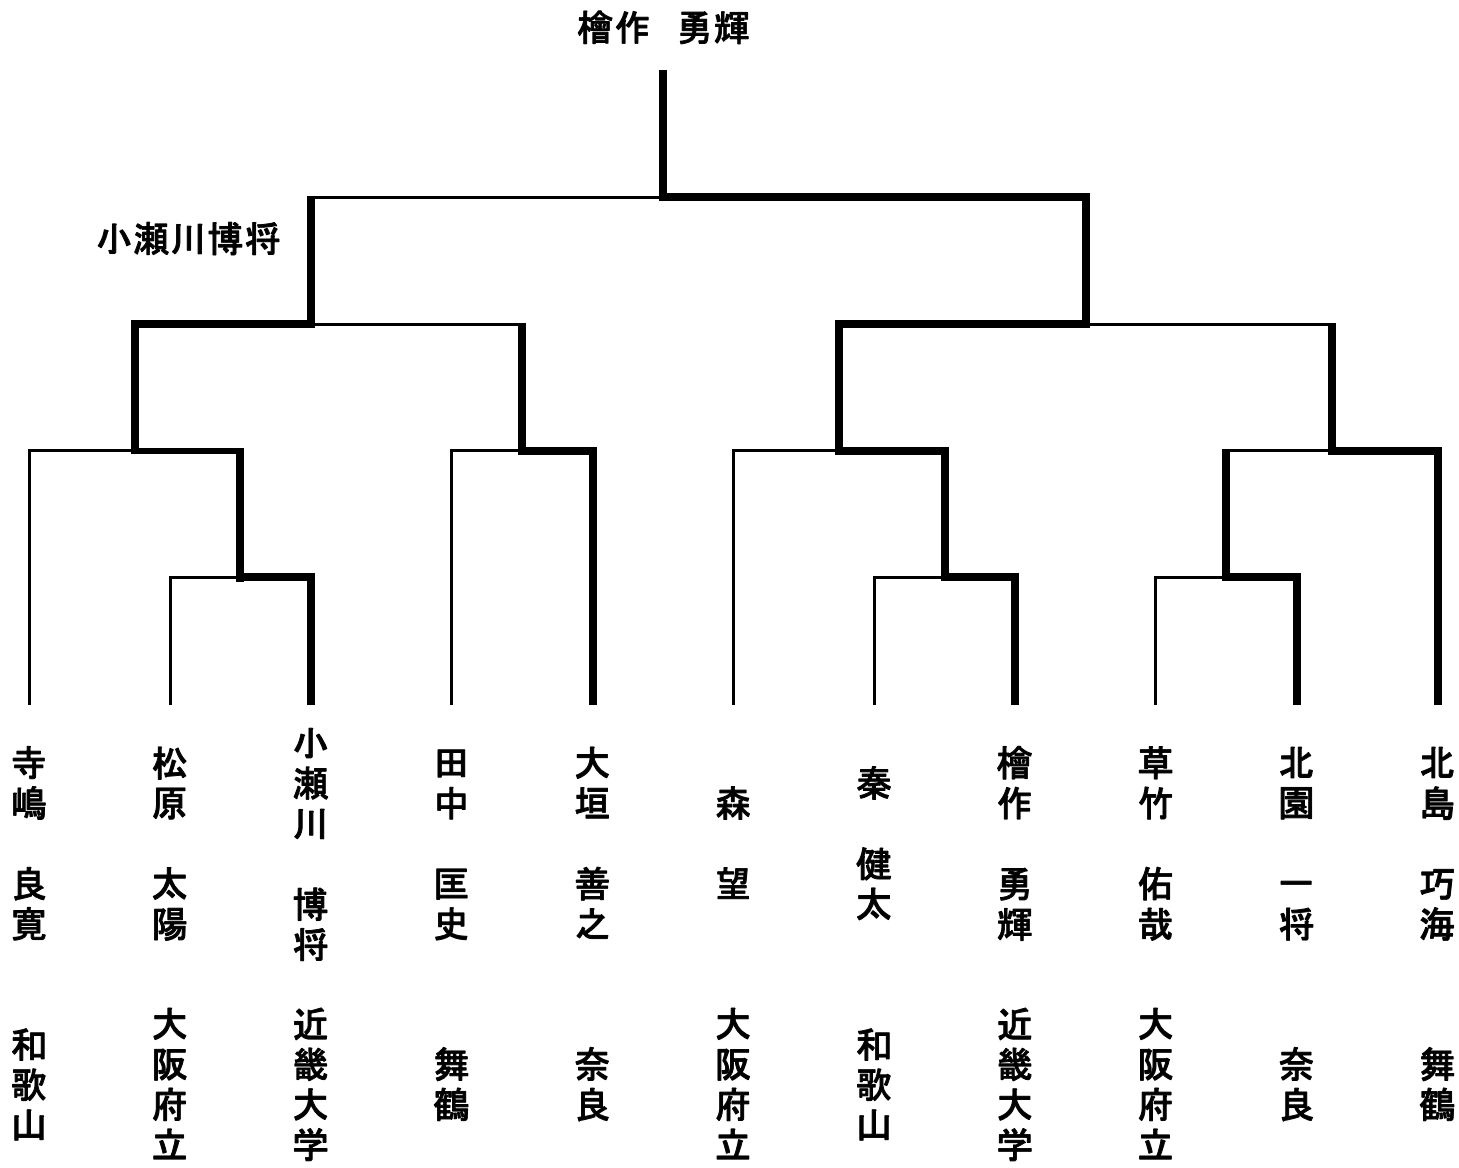 檜作 勇輝
小瀬川博将
寺嶋 良寛 和歌山
松原 太陽 大阪府立
小瀬川 博将 近畿大学
田中 匡史 舞鶴
大垣 善之 奈良
森 望 大阪府立
秦 健太 和歌山
檜作 勇輝 近畿大学
草竹 佑哉 大阪府立
北園 一将 奈良
北島 巧海 舞鶴